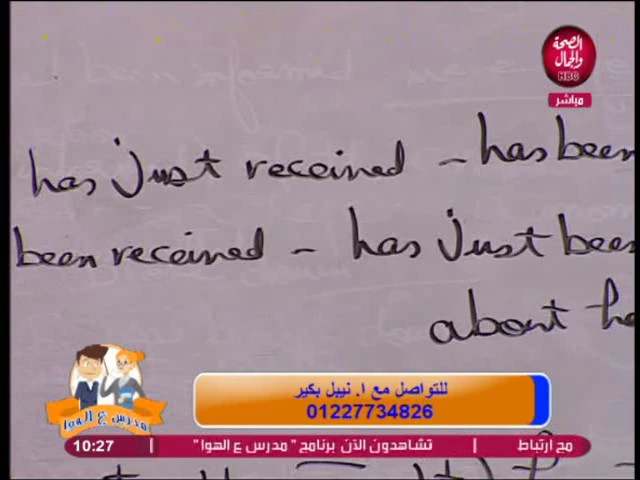 الصحة
والجمال
HBC
مباشر
has just received – has been
been received – has just been
about
للتواصل مع ا. نبيل بكير
01227734826
مدرس ع الهوا
10:27
تشاهدون الآن برنامج " مدرس ع الهوا"
مج ارتباط